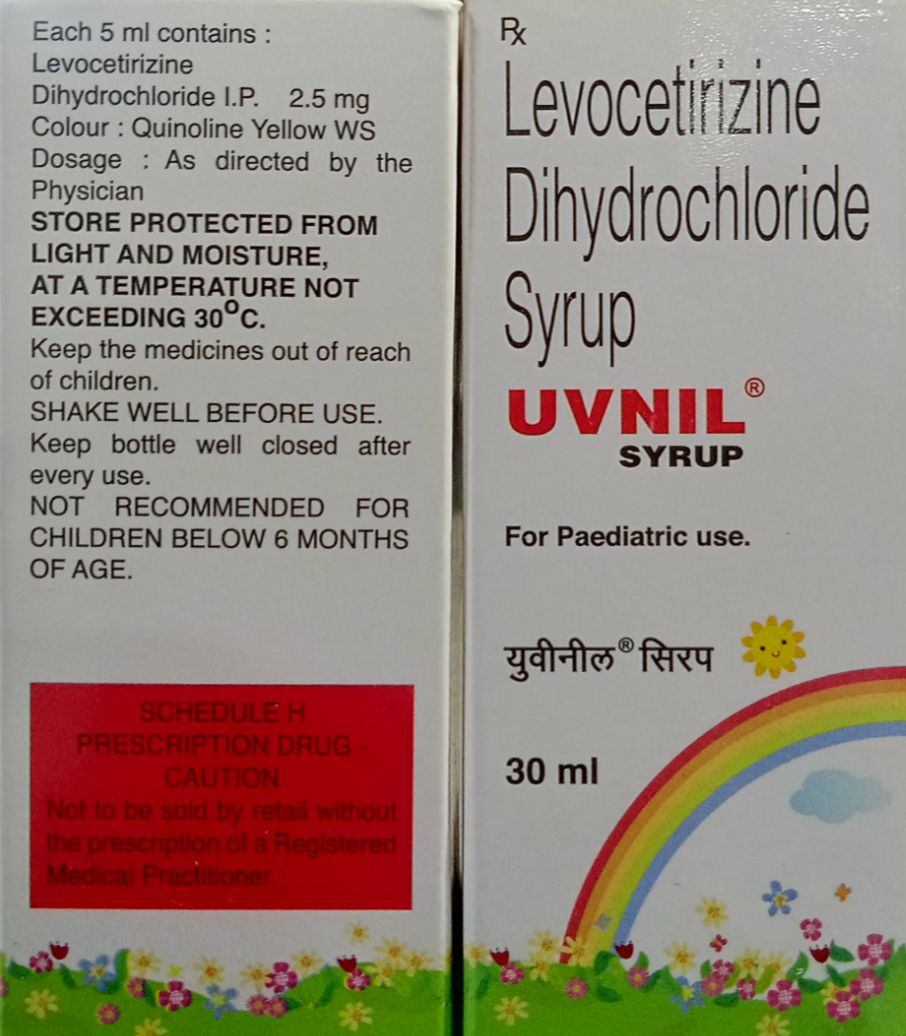 Each 5 ml contains :
Levocetirizine
Dihydrochloride I.P. 2.5 mg
Colour : Quinoline Yellow WS
Dosage : As directed by the
Physician
STORE PROTECTED FROM
LIGHT AND MOISTURE,
AT A TEMPERATURE NOT
EXCEEDING 30°C.
Keep the medicines out of reach
of children.
SHAKE WELL BEFORE USE.
Keep bottle well closed after
every use.
NOT RECOMMENDED FOR
CHILDREN BELOW 6 MONTHS
OF AGE.
SCHEDULE H
PRESCRIPTION DRUG -
CAUTION
Not to be sold by retail without
the prescription of a Registered
Medical Practitioner
Rx
Levocetirizine
Dihydrochloride
Syrup
UVNIL®
SYRUP
For Paediatric use.
युवीनील® सिरप
30 ml